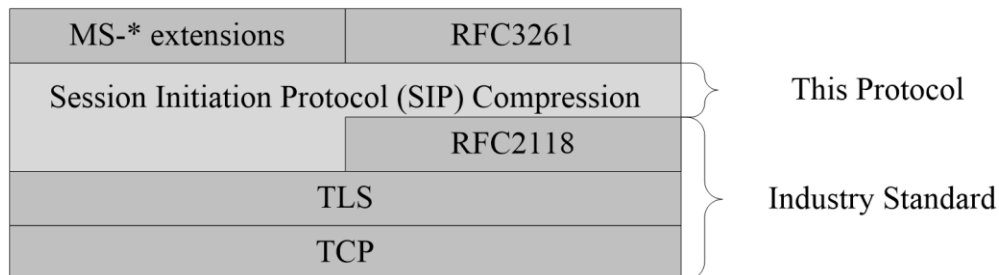 MS-* extensions
RFC3261
Session Initiation Protocol (SIP) Compression
This Protocol
RFC2118
TLS
Industry Standard
TCP